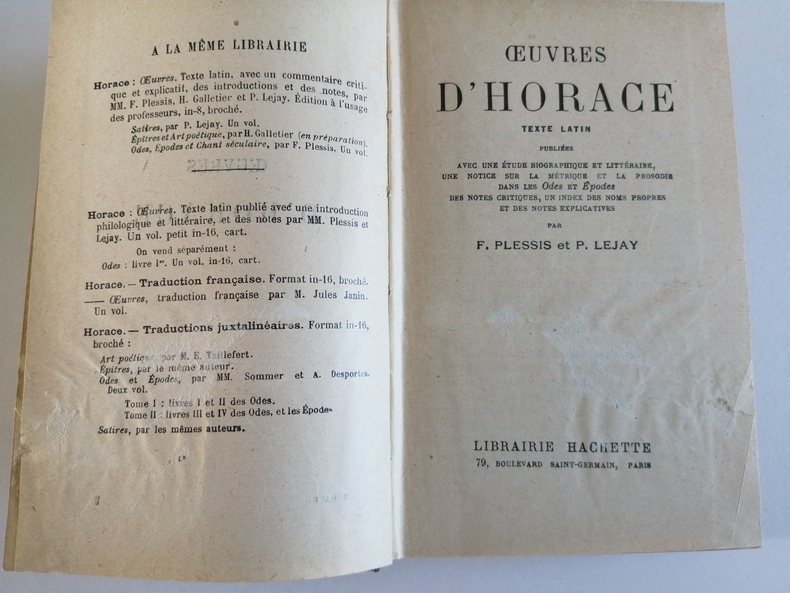 A LA MÊME LIBRAIRIE
Horace : Œuvres. Texte latin, avec un commentaire criti-
que et explicatif, des introductions et des notes, par
MM. F. Plessis, H. Galletier et P. Lejay. Édition à l'usage
des professeurs, in-8, broché.
Satires, par P. Lejay. Un vol.
Épitres et Art poétique, par H. Galletier (en préparation).
Odes, Épodes et Chant séculaire, par F. Plessis. Un vol.
Horace : Œuvres. Texte latin publié avec une introduction
philologique et littéraire, et des notes par MM. Plessis et
Lejay. Un vol. petit in-16, cart.
On vend séparément :
Odes : livre Ier. Un vol. in-16, cart.
Horace. — Traduction française. Format in-16, broché.
—— Œuvres, traduction française par M. Jules Janin.
Un vol.
Horace. — Traductions juxtalinéaires. Format in-16,
broché :
Art poétique, par M. E. Taillefert.
Épitres, par le même auteur.
Odes et Épodes, par MM. Sommer et A. Desportes.
Deux vol.
Tome I : livres I et II des Odes.
Tome II : livres III et IV des Odes, et les Épodes
Satires, par les mêmes auteurs.
ŒUVRES
D'HORACE
TEXTE LATIN
PUBLIÉES
AVEC UNE ÉTUDE BIOGRAPHIQUE ET LITTÉRAIRE,
UNE NOTICE SUR LA MÉTRIQUE ET LA PROSODIE
DANS LES Odes ET Épodes
DES NOTES CRITIQUES, UN INDEX DES NOMS PROPRES
ET DES NOTES EXPLICATIVES
PAR
F. PLESSIS et P. LEJAY
LIBRAIRIE HACHETTE
79, BOULEVARD SAINT-GERMAIN, PARIS